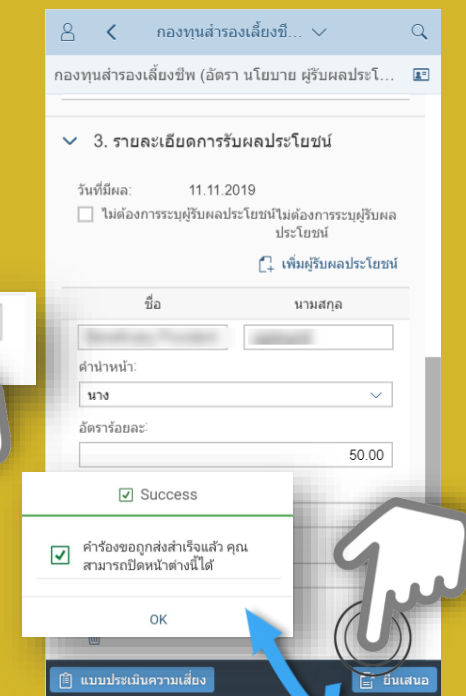 กองทุนสำรองเลี้ยงชี...
กองทุนสำรองเลี้ยงชีพ (อัตรา นโยบาย ผู้รับผลประโ...
3. รายละเอียดการรับผลประโยชน์
วันที่มีผล: 11.11.2019
ไม่ต้องการระบุผู้รับผลประโยชน์ไม่ต้องการระบุผู้รับผล
ประโยชน์
เพิ่มผู้รับผลประโยชน์
ชื่อ นามสกุล
คำนำหน้า:
นาง
อัตราร้อยละ:
50.00
Success
คำร้องขอถูกส่งสำเร็จแล้ว คุณ
สามารถปิดหน้าต่างนี้ได้
OK
แบบประเมินความเสี่ยง ยื่นเสนอ